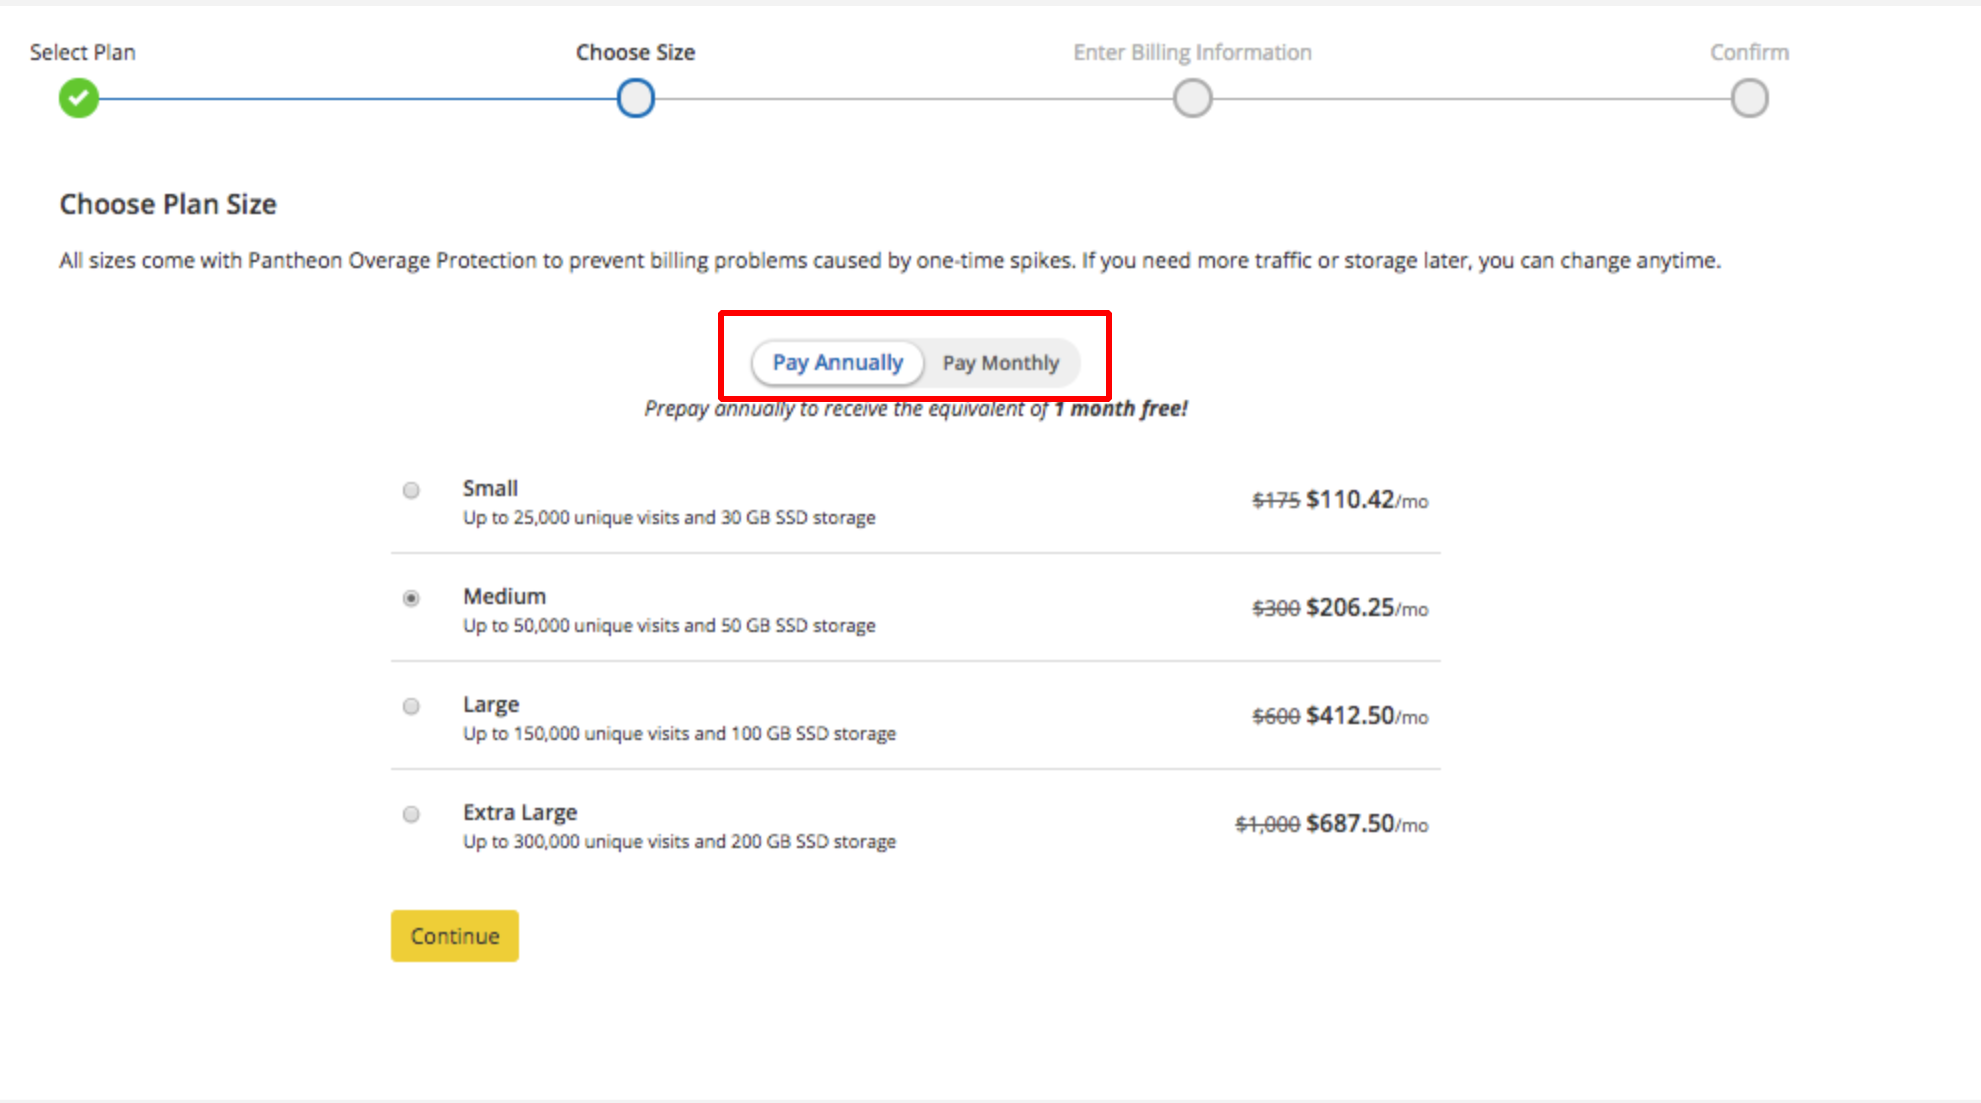 Select Plan
Choose Size
Enter Billing Information
Confirm
Choose Plan Size
All sizes come with Pantheon Overage Protection to prevent billing problems caused by one-time spikes. If you need more traffic or storage later, you can change anytime.
Pay Annually
Pay Monthly
Prepay annually to receive the equivalent of 1 month free!
Small
Up to 25,000 unique visits and 30 GB SSD storage
$175 $110.42/mo
Medium
Up to 50,000 unique visits and 50 GB SSD storage
$300 $206.25/mo
Large
Up to 150,000 unique visits and 100 GB SSD storage
$600 $412.50/mo
Extra Large
Up to 300,000 unique visits and 200 GB SSD storage
$1,000 $687.50/mo
Continue